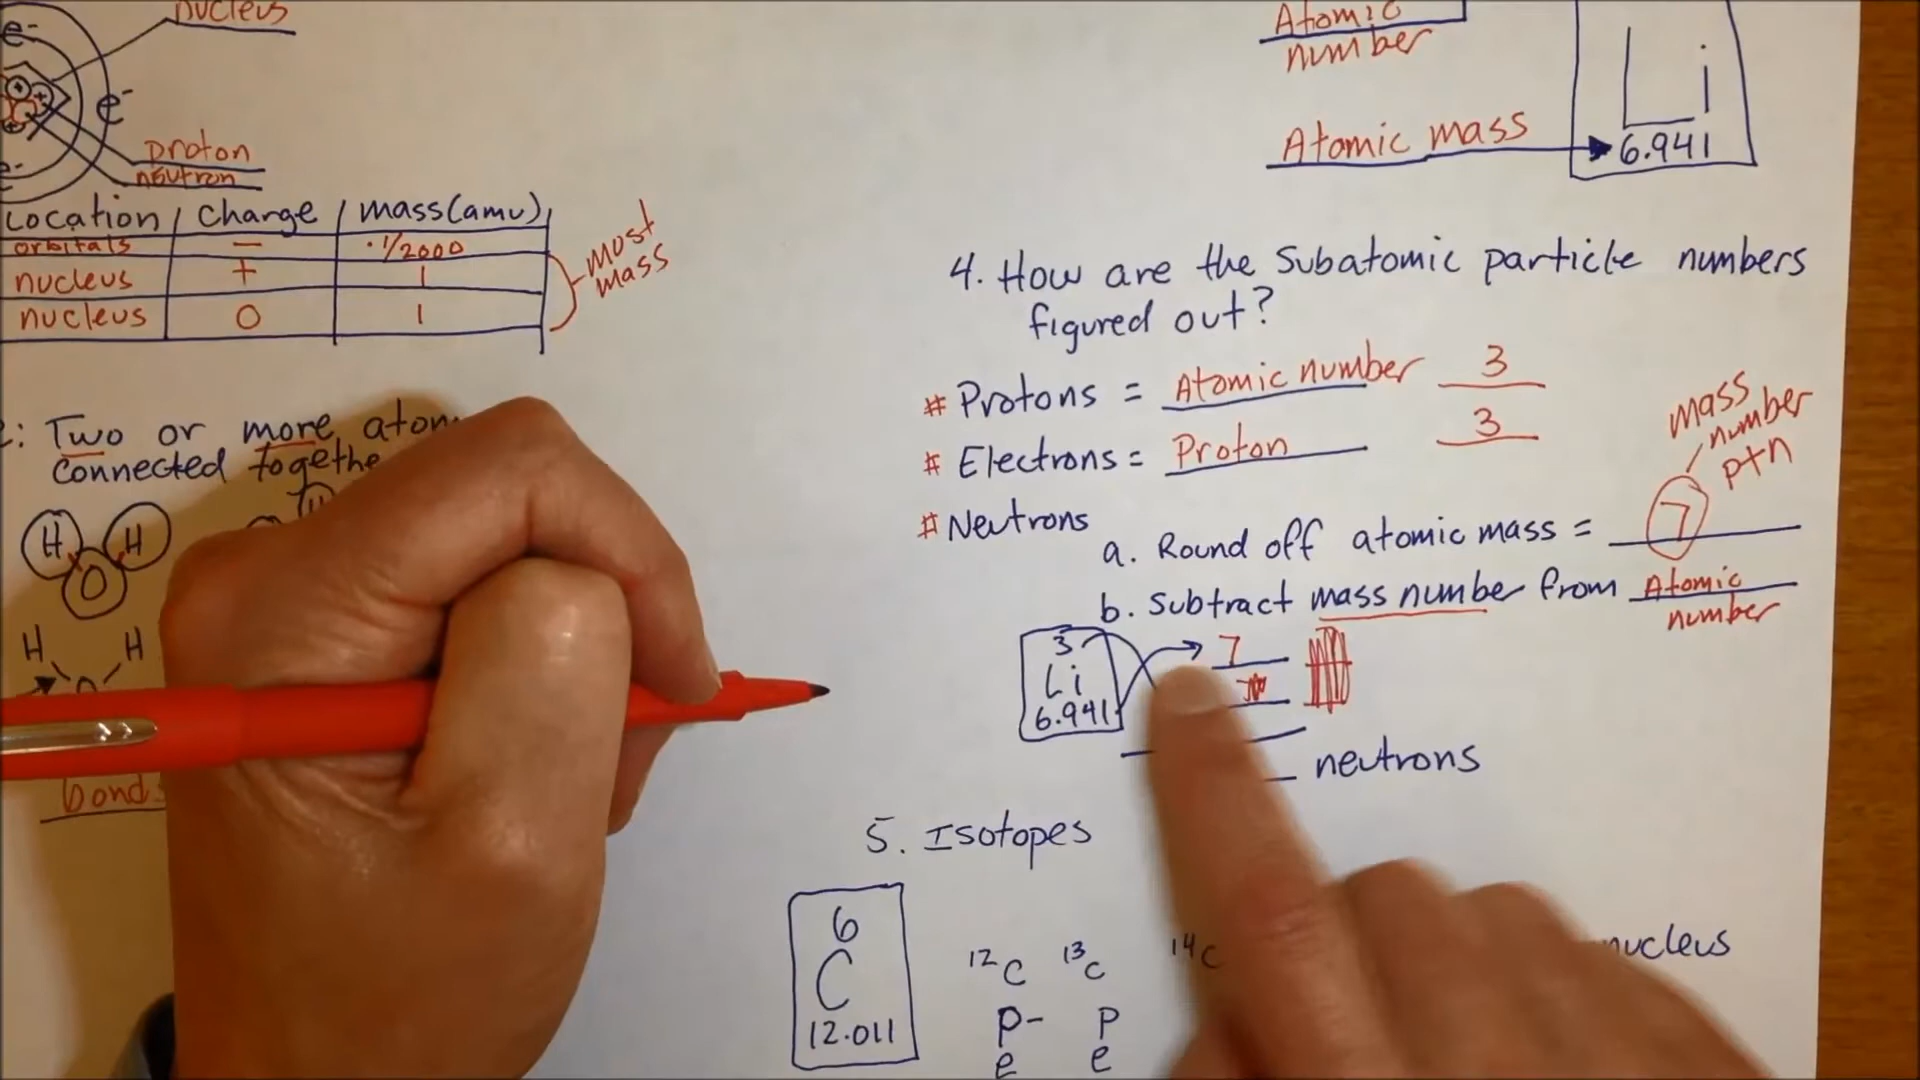 nucleus
e-
e-
e-
proton
neutron
Location Charge mass(amu)
orbitals - .1/2000
nucleus + 1
nucleus 0 1
most
mass
Two or more
connected
H H
O
H H
bond
Atomic
number
Li
Atomic mass 6.941
4. How are the Subatomic particle numbers
figured out?
# Protons = Atomic number 3
# Electrons = Proton 3
mass
number
p+n
# Neutrons
a. Round off atomic mass = 7
b. Subtract mass number from Atomic
number
3
Li
6.941
7
neutrons
5. Isotopes
6
C
12.011
12C 13C 14C
p- p
e e
nucleus